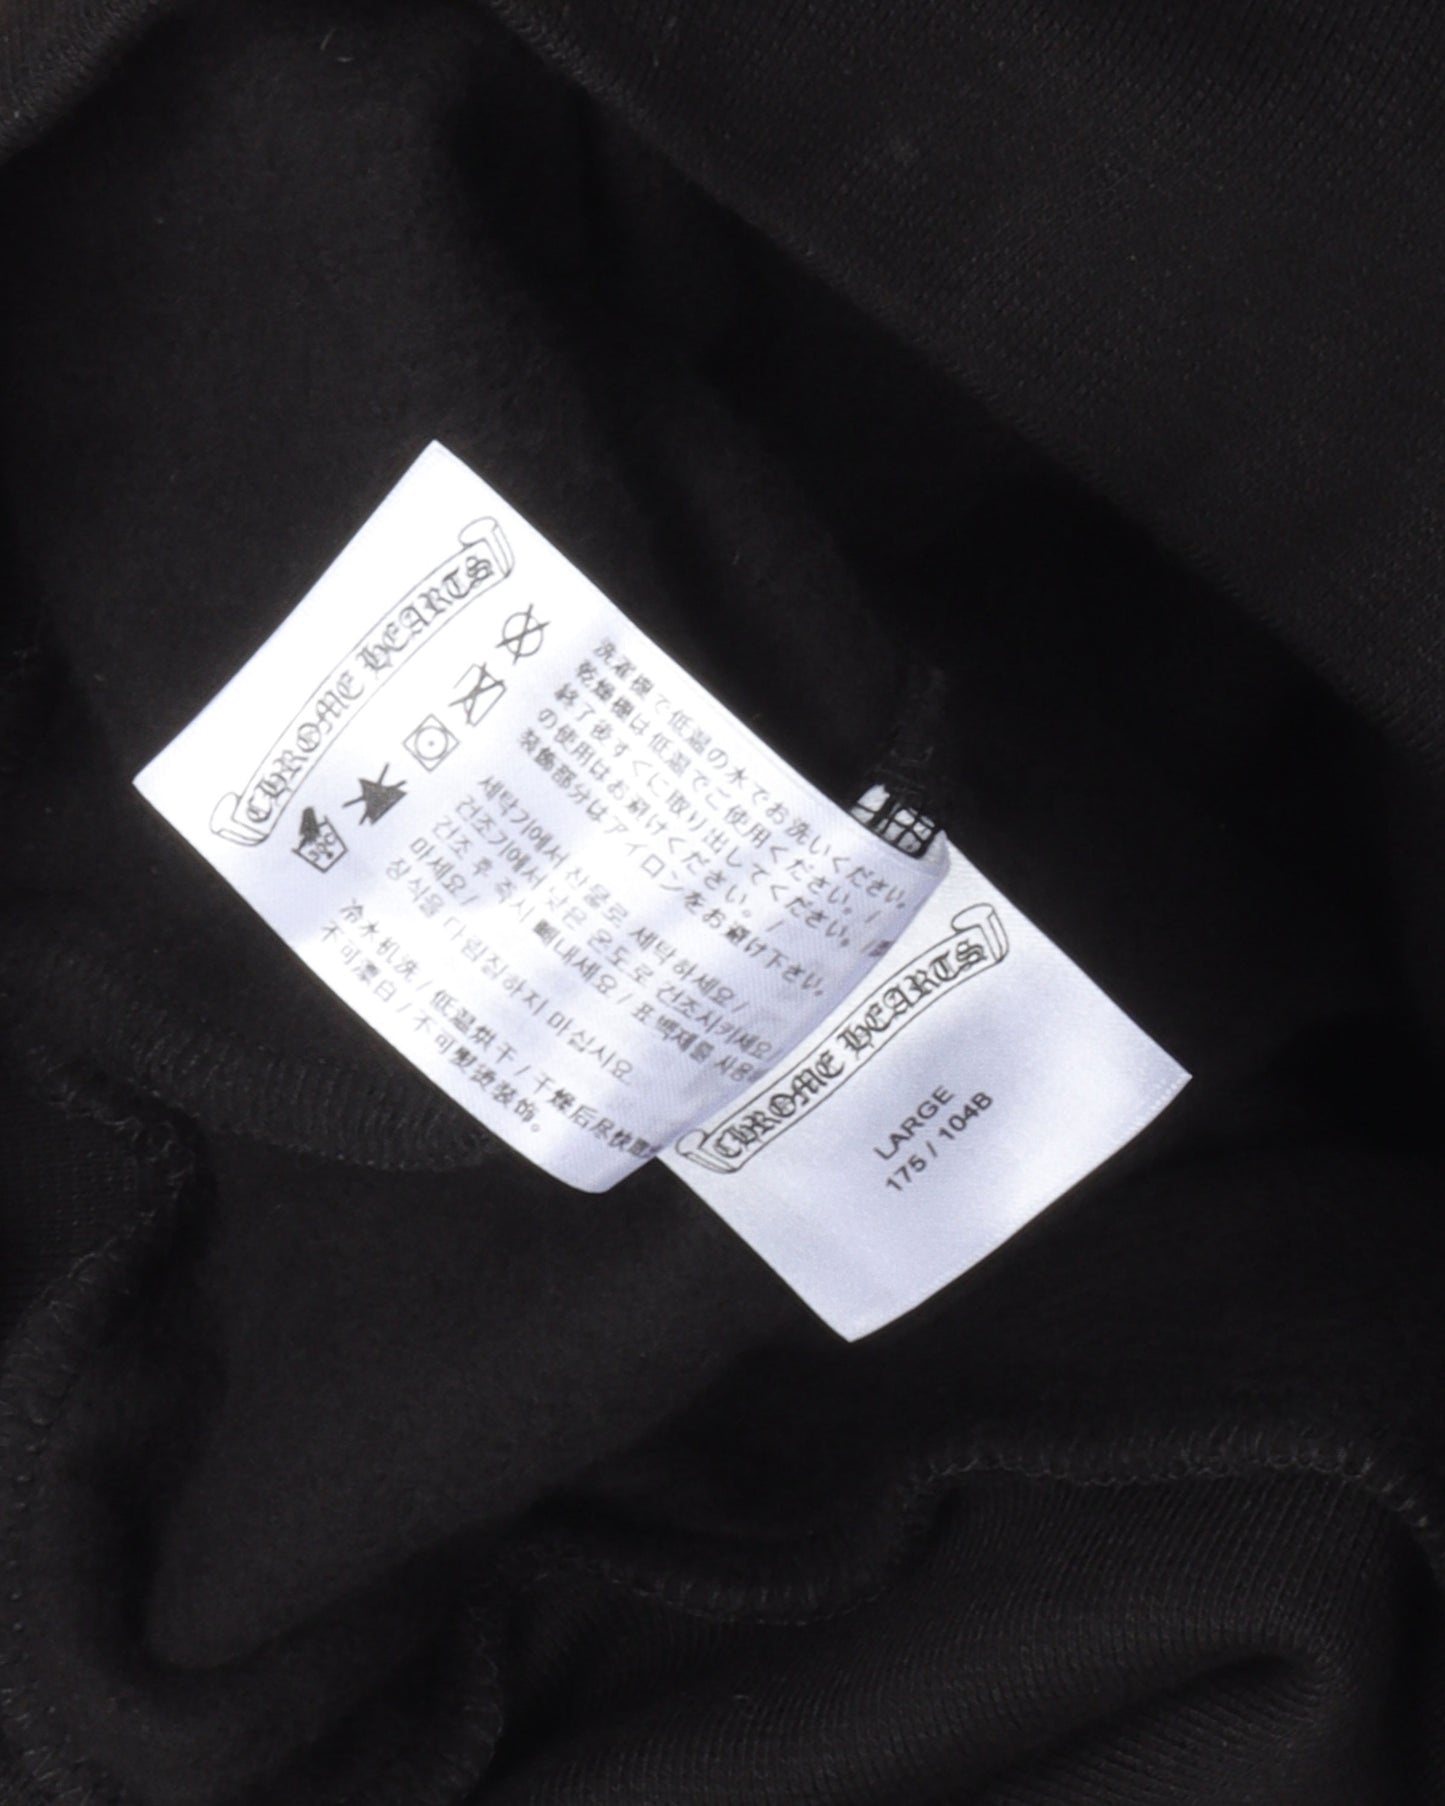 CHROME HEARTS
洗濯機で低温の水でお洗いください。
乾燥機は低温でご使用ください。 /
終了後すぐに取り出してください。 /
の使用はお避けください。 /
装飾部分はアイロンをお避け下さい。
세탁기에서 찬물로 세탁하세요 /
건조기에서 낮은 온도로 건조시키세요
건조 후 즉시 꺼내세요 / 표백제를 사용
마세요 /
장식을 다림질하지 마십시요.
冷水机洗 / 低温烘干 / 干燥后尽快
不可漂白 / 不可熨烫装饰。
CHROME HEARTS
LARGE
175 / 104B